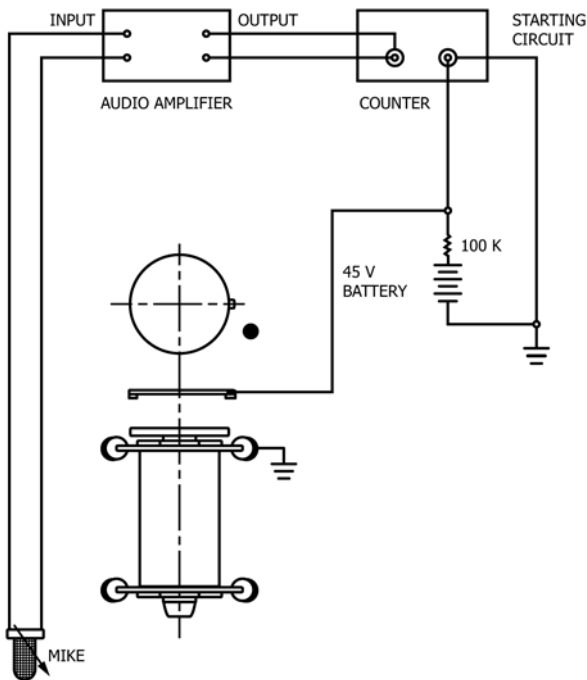 INPUT
OUTPUT
STARTING
CIRCUIT
AUDIO AMPLIFIER
COUNTER
100 K
45 V
BATTERY
MIKE